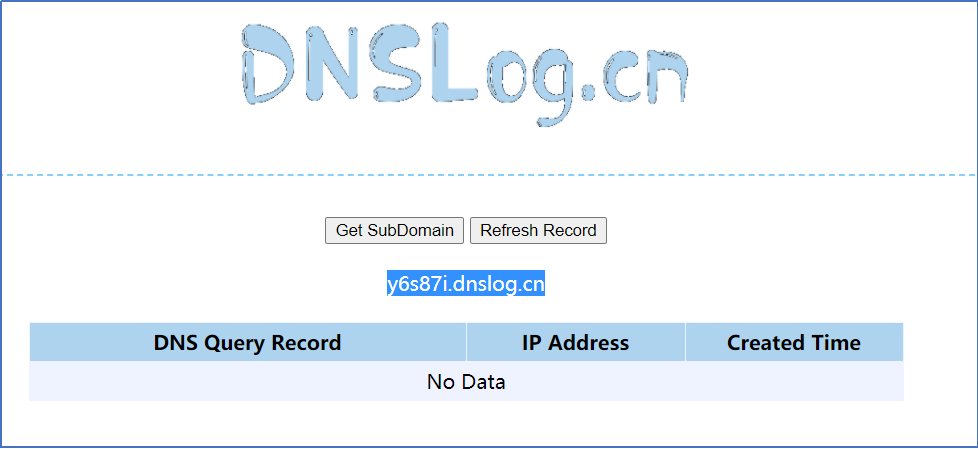 DNSLog.cn
Get SubDomain Refresh Record
y6s87i.dnslog.cn
DNS Query Record IP Address Created Time
No Data